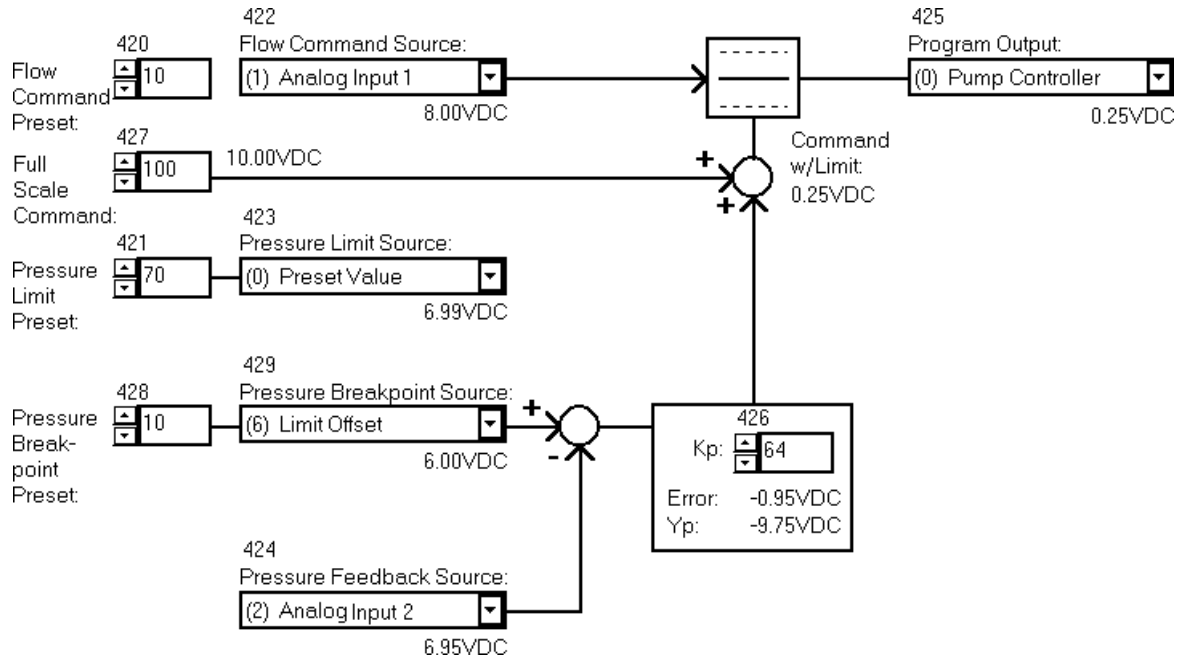 422
Flow Command Source:
425
Program Output:
420
Flow
Command
Preset:
10
(1) Analog Input 1
8.00VDC
(0) Pump Controller
0.25VDC
427
Full
Scale
Command:
100
10.00VDC
+
+
Command
w/Limit:
0.25VDC
423
Pressure Limit Source:
421
Pressure
Limit
Preset:
70
(0) Preset Value
6.99VDC
429
Pressure Breakpoint Source:
428
Pressure
Break-
point
Preset:
10
(6) Limit Offset
6.00VDC
+
-
426
Kp: 64
Error: -0.95VDC
Yp: -9.75VDC
424
Pressure Feedback Source:
(2) Analog Input 2
6.95VDC